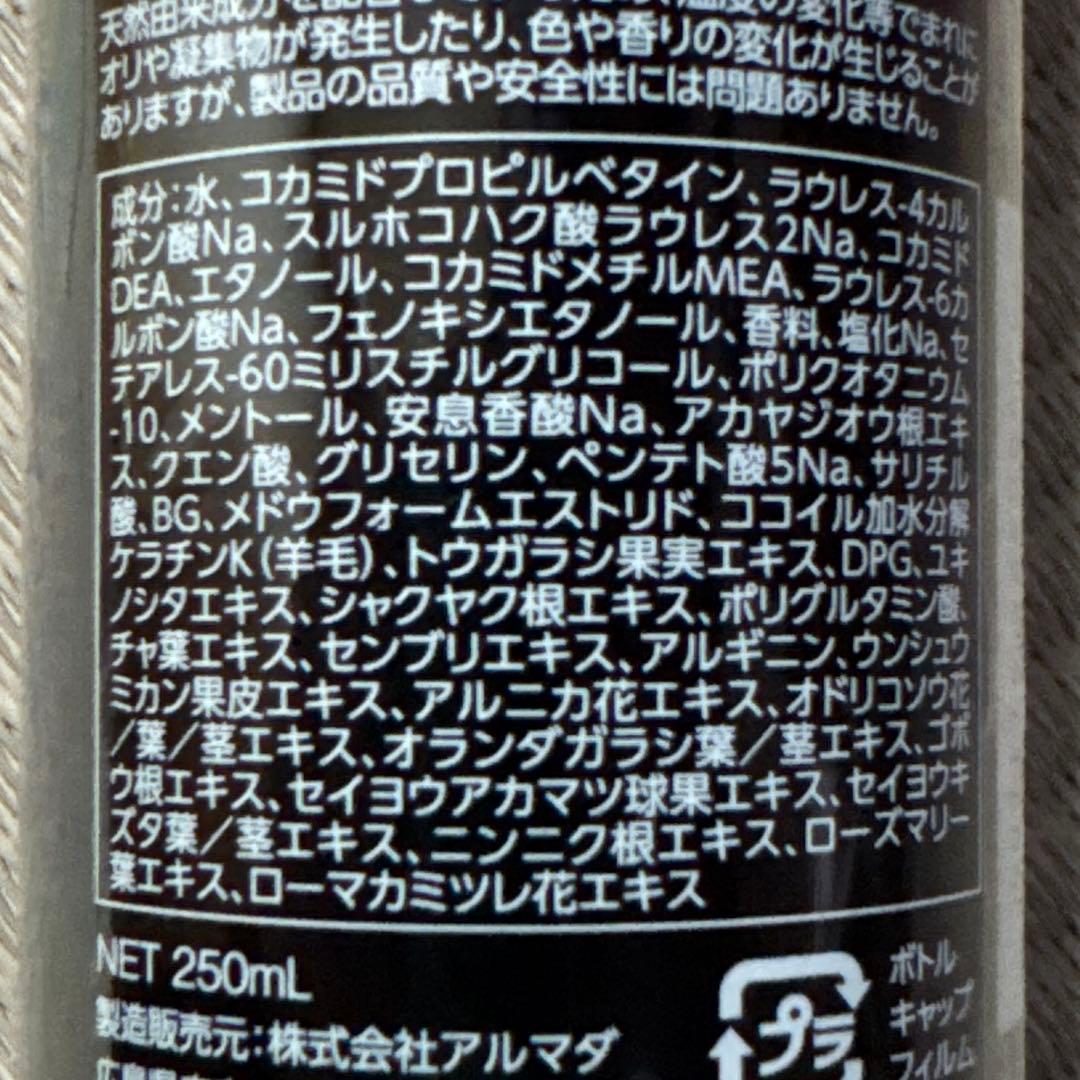 天然由来成分を配合
温度の変化等でまれに
オリや凝集物が発生したり、色や香りの変化が生じることが
ありますが、製品の品質や安全性には問題ありません。
成分:水、コカミドプロピルベタイン、ラウレス-4カル
ボン酸Na、スルホコハク酸ラウレス2Na、コカミド
DEA、エタノール、コカミドメチルMEA、ラウレス-6カ
ルボン酸Na、フェノキシエタノール、香料、塩化Na、セ
テアレス-60ミリスチルグリコール、ポリクオタニウム
-10、メントール、安息香酸Na、アカヤジオウ根エキ
ス、クエン酸、グリセリン、ペンテト酸5Na、サリチル
酸、BG、メドウフォームエストリド、ココイル加水分解
ケラチンK(羊毛)、トウガラシ果実エキス、DPG、ユキ
ノシタエキス、シャクヤク根エキス、ポリグルタミン酸、
チャ葉エキス、センブリエキス、アルギニン、ウンシュウ
ミカン果皮エキス、アルニカ花エキス、オドリコソウ花
/葉/茎エキス、オランダガラシ葉/茎エキス、ゴボ
ウ根エキス、セイヨウアカマツ球果エキス、セイヨウキ
ズタ葉/茎エキス、ニンニク根エキス、ローズマリー
葉エキス、ローマカミツレ花エキス
NET 250mL
製造販売元:株式会社アルマダ
プラ
ボトル
キャップ
フィルム